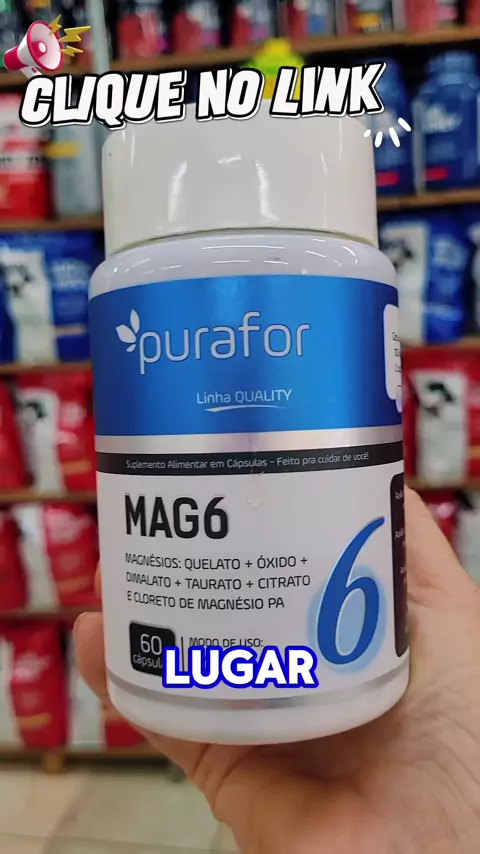 CLIQUE NO LINK
purafor
Linha QUALITY
Suplemento Alimentar em Cápsulas - Feito pra cuidar de você!
MAG6
MAGNÉSIOS: QUELATO + ÓXIDO +
DIMALATO + TAURATO + CITRATO
E CLORETO DE MAGNÉSIO PA
6
60
cápsulas
MODO DE USO:
LUGAR